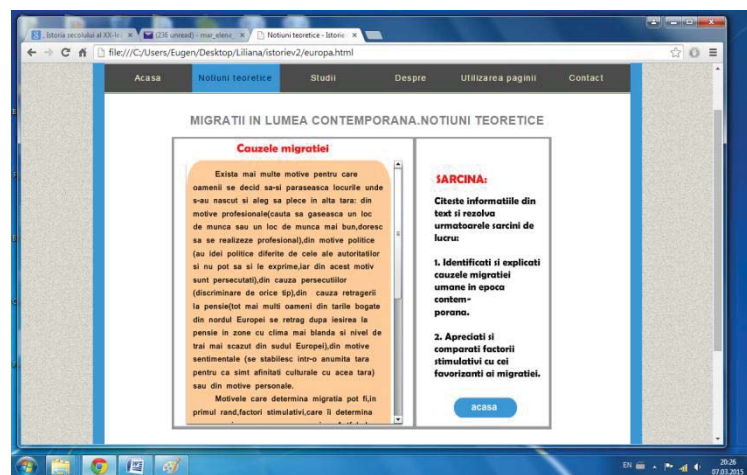 Istoria secolului al XX-le
(236 unread) - mar_elena_
Notiuni teoretice - Istorie
file:///C:/Users/Eugen/Desktop/Liliana/istoriev2/europa.html
Acasa Notiuni teoretice Studii Despre Utilizarea paginii Contact
MIGRATII IN LUMEA CONTEMPORANA.NOTIUNI TEORETICE
Cauzele migratiei
Exista mai multe motive pentru care
oamenii se decid sa-si paraseasca locurile unde
s-au nascut si aleg sa plece in alta tara: din
motive profesionale(cauta sa gaseasca un loc
de munca sau un loc de munca mai bun,doresc
sa se realizeze profesional),din motive politice
(au idei politice diferite de cele ale autoritatilor
si nu pot sa si le exprime,iar din acest motiv
sunt persecutati),din cauza persecutiilor
(discriminare de orice tip),din cauza retragerii
la pensie(tot mai multi oameni din tarile bogate
din nordul Europei se retrag dupa iesirea la
pensie in zone cu clima mai blanda si nivel de
trai mai scazut din sudul Europei),din motive
sentimentale (se stabilesc intr-o anumita tara
pentru ca simt afinitati culturale cu acea tara)
sau din motive personale.
Motivele care determina migratia pot fi,in
primul rand,factori stimulativi,care îi determina
SARCINA:
Citeste informatiile din
text si rezolva
urmatoarele sarcini de
lucru:
1. Identificati si explicati
cauzele migratiei
umane in epoca
contem-
porana.
2. Apreciati si
comparati factorii
stimulativi cu cei
favorizanti ai migratiei.
acasa
EN
20:26
07.03.2015